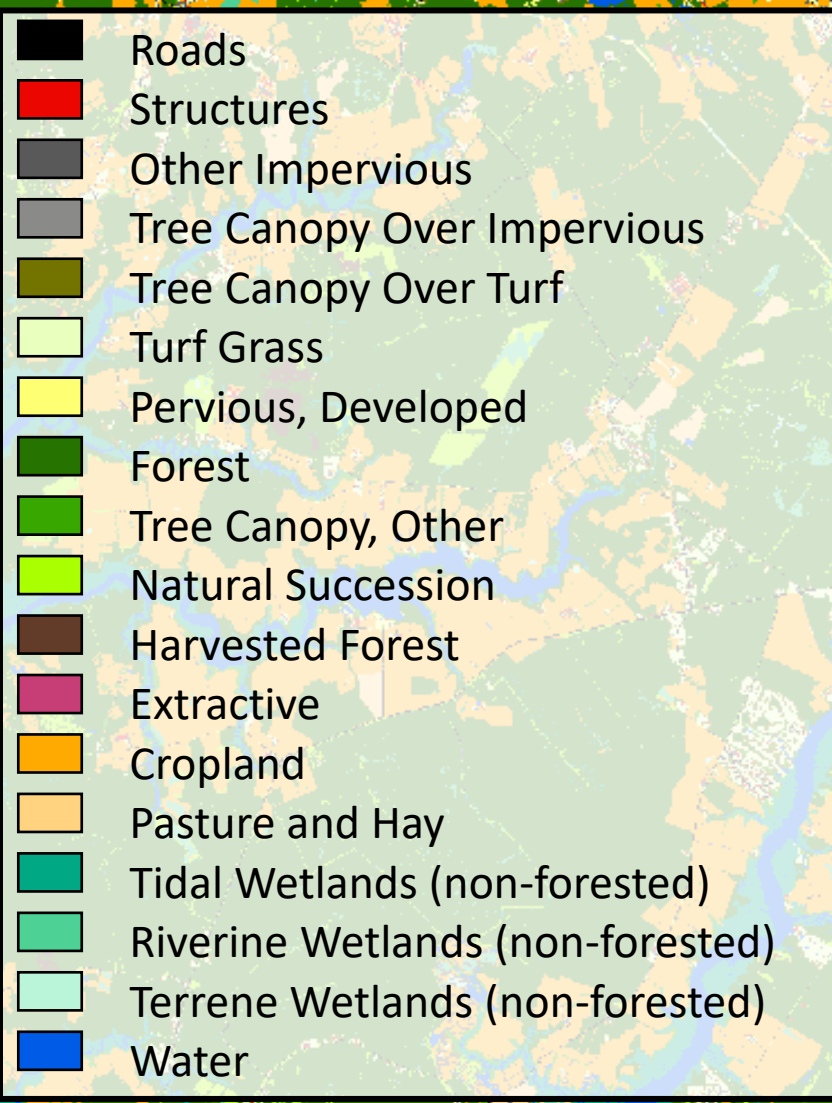 Roads
Structures
Other Impervious
Tree Canopy Over Impervious
Tree Canopy Over Turf
Turf Grass
Pervious, Developed
Forest
Tree Canopy, Other
Natural Succession
Harvested Forest
Extractive
Cropland
Pasture and Hay
Tidal Wetlands (non-forested)
Riverine Wetlands (non-forested)
Terrene Wetlands (non-forested)
Water